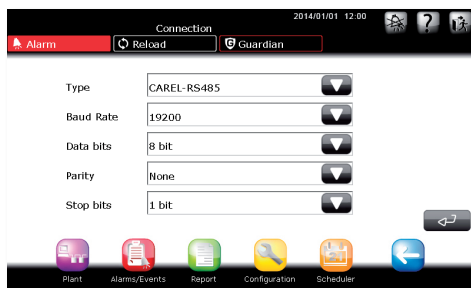 Connection
2014/01/01 12:00
Alarm
Reload
Guardian
Type CAREL-RS485
Baud Rate 19200
Data bits 8 bit
Parity None
Stop bits 1 bit
Plant Alarms/Events Report Configuration Scheduler